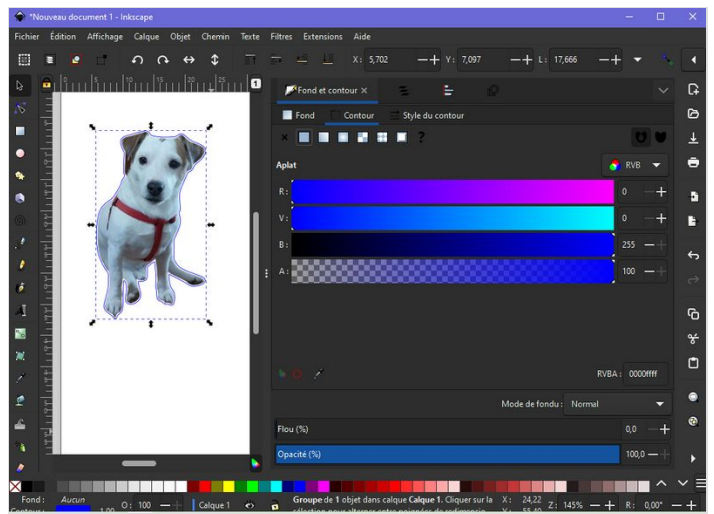 *Nouveau document 1 - Inkscape
Fichier Édition Affichage Calque Objet Chemin Texte Filtres Extensions Aide
X : 5,702 Y : 7,097 L : 17,666
Fond et contour
Fond Contour Style du contour
?
Aplat RVB
R : 0
V : 0
B : 255
A : 100
RVBA : 0000ffff
Mode de fondu : Normal
Flou (%) 0,0
Opacité (%) 100,0
Fond : Aucun O : 100 Calque 1 Groupe de 1 objet dans calque Calque 1. Cliquer sur la X : 24,22 Z : 145% R : 0,00°
1,00